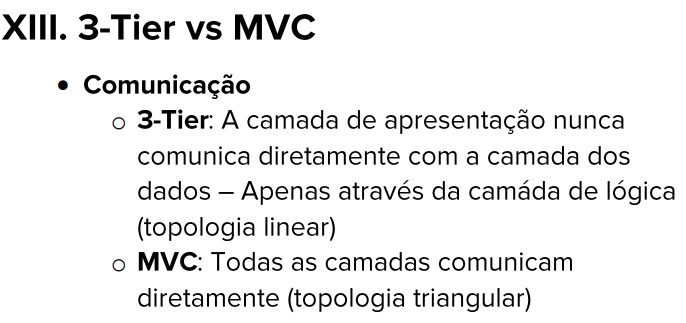 XIII. 3-Tier vs MVC
• Comunicação
o 3-Tier: A camada de apresentação nunca
comunica diretamente com a camada dos
dados – Apenas através da camáda de lógica
(topologia linear)
o MVC: Todas as camadas comunicam
diretamente (topologia triangular)